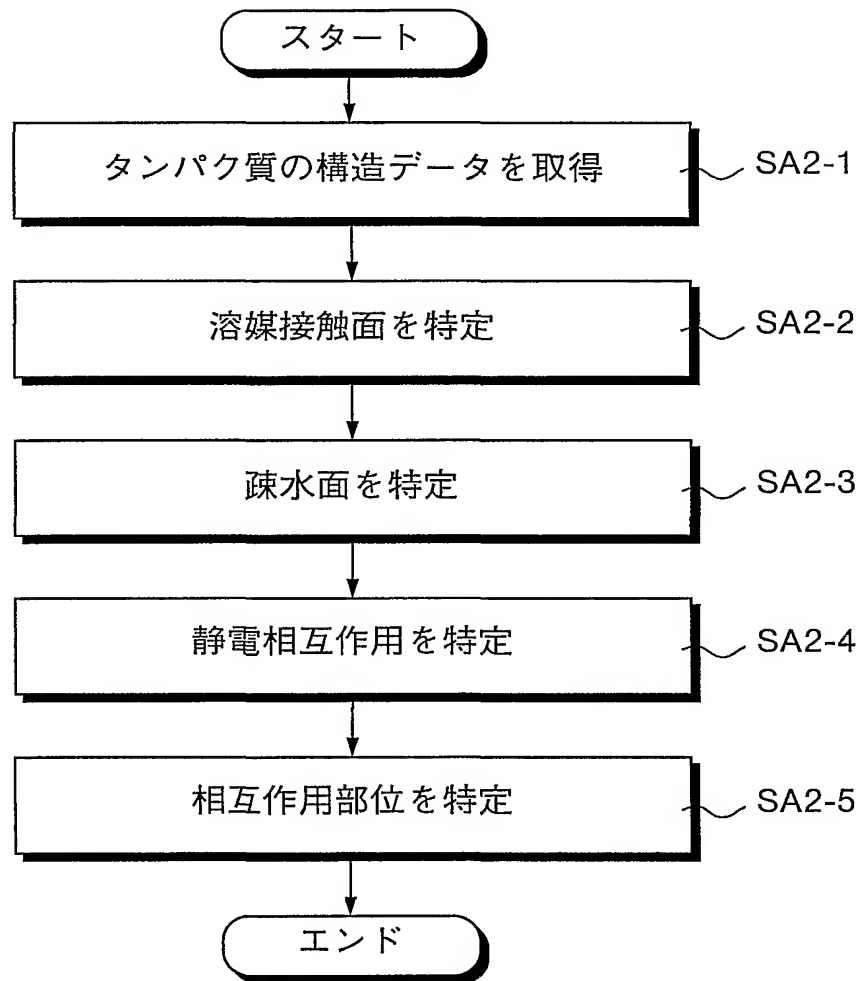 スタート
タンパク質の構造データを取得
SA2-1
溶媒接触面を特定
SA2-2
疎水面を特定
SA2-3
静電相互作用を特定
SA2-4
相互作用部位を特定
SA2-5
エンド